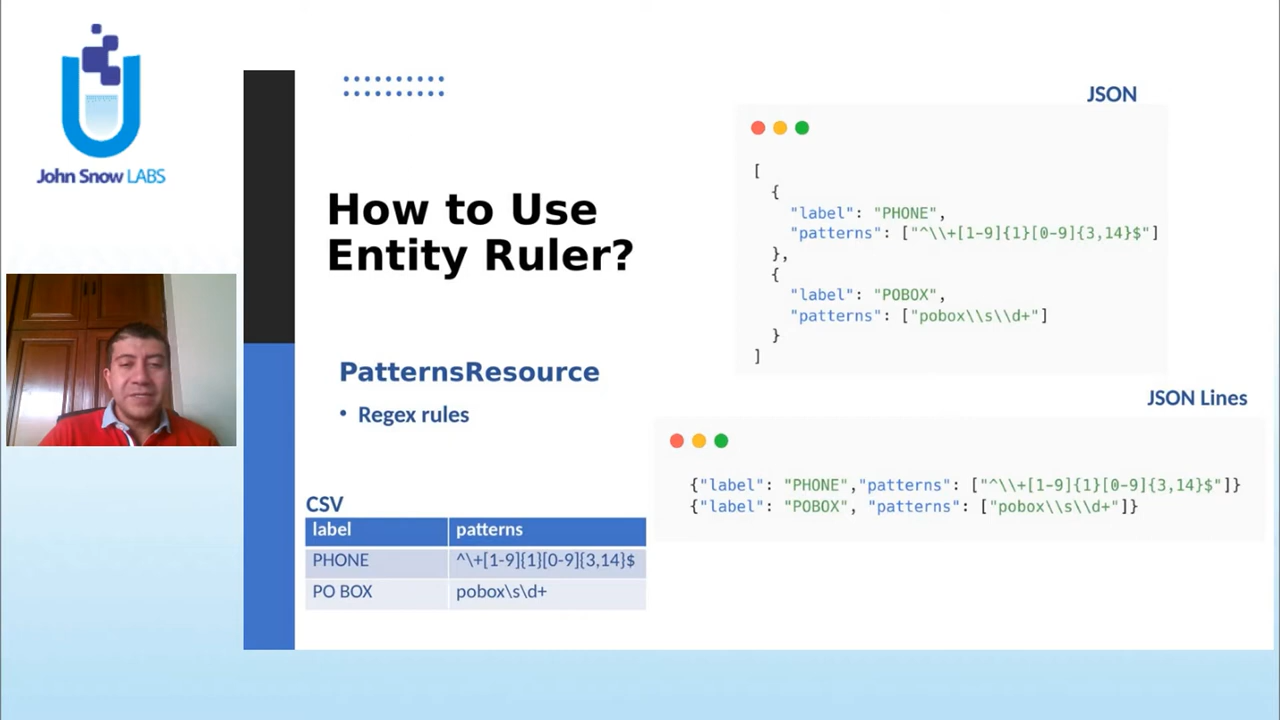 John Snow LABS
How to Use
Entity Ruler?
PatternsResource
• Regex rules
CSV
label patterns
PHONE ^\+[1-9]{1}[0-9]{3,14}$
PO BOX pobox\s\d+
JSON
[
{
"label": "PHONE",
"patterns": ["^\\+[1-9]{1}[0-9]{3,14}$"]
},
{
"label": "POBOX",
"patterns": ["pobox\\s\\d+"]
}
]
JSON Lines
{"label": "PHONE","patterns": ["^\\+[1-9]{1}[0-9]{3,14}$"]}
{"label": "POBOX", "patterns": ["pobox\\s\\d+"]}